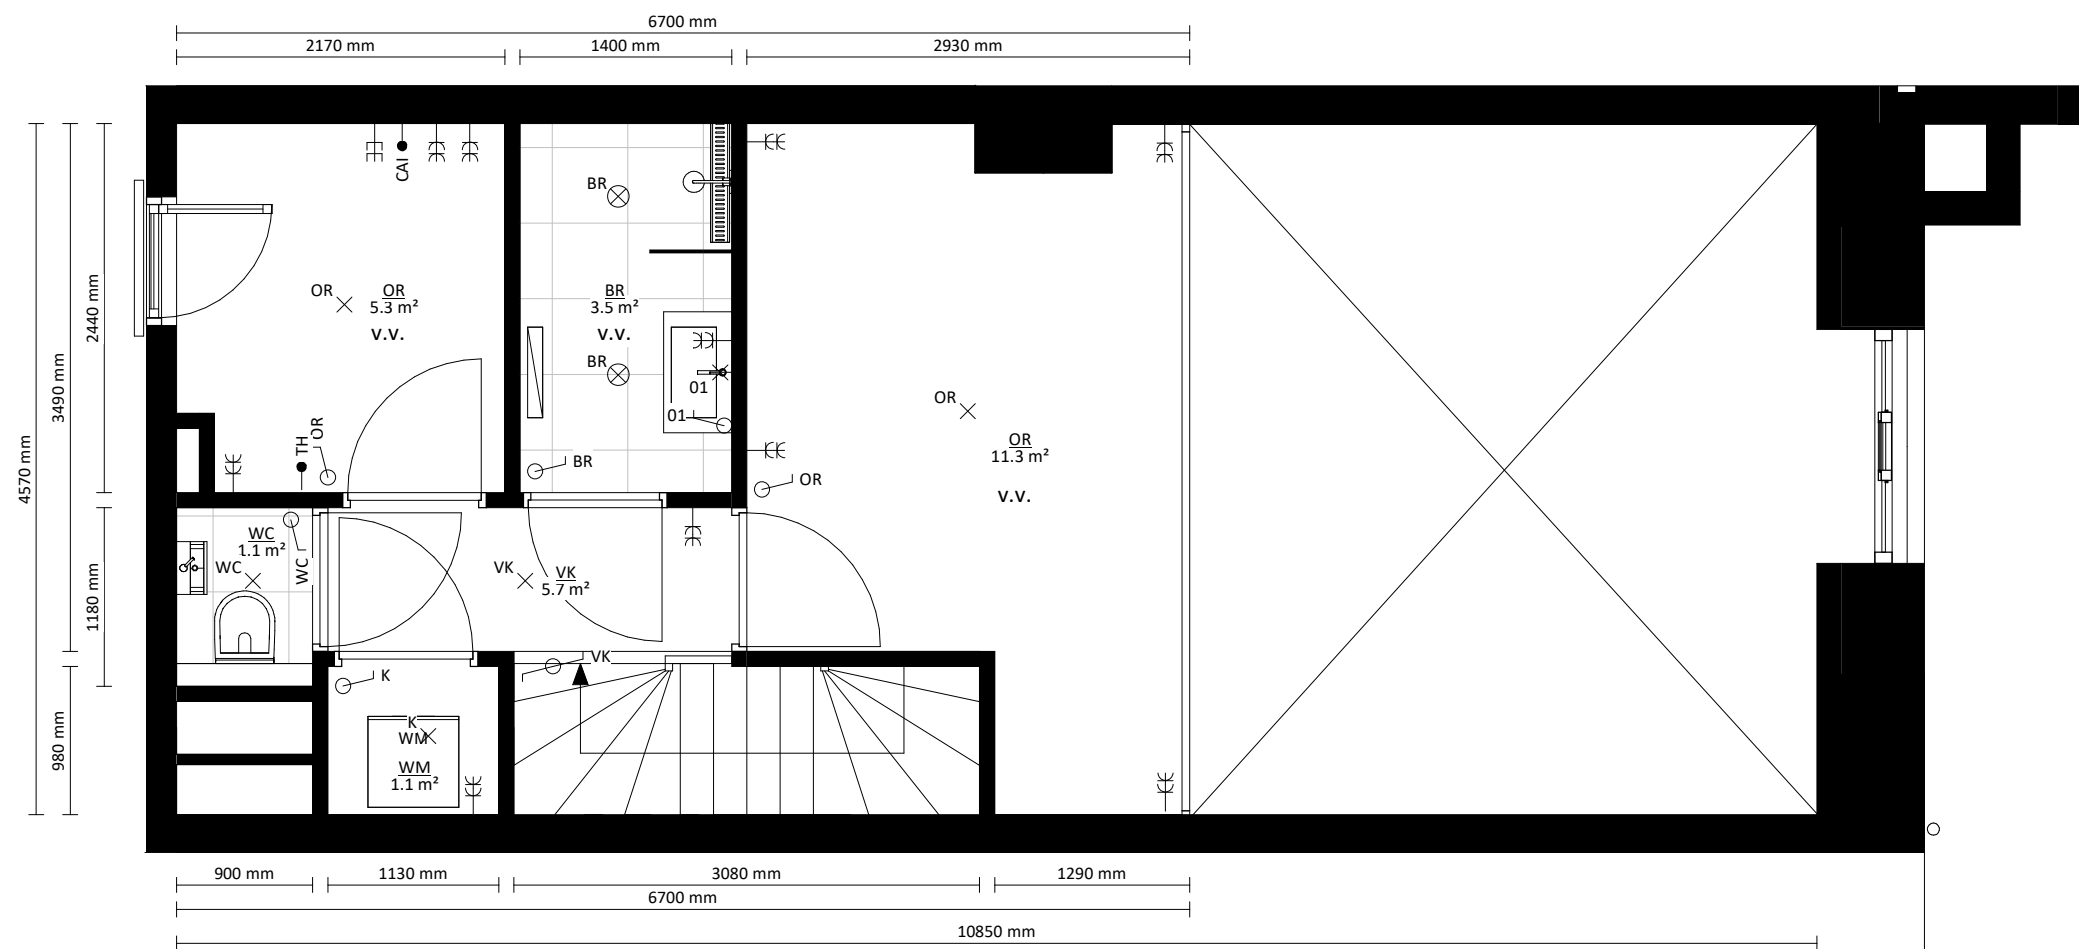 6700 mm
2170 mm
1400 mm
2930 mm
CAI
BR
OR
OR
5.3 m²
v.v.
BR
3.5 m²
v.v.
BR
01
01
OR
TH
OR
BR
OR
11.3 m²
v.v.
OR
WC
1.1 m²
WC
WC
VK
VK
5.7 m²
VK
K
K
WM
WM
1.1 m²
2440 mm
3490 mm
4570 mm
1180 mm
980 mm
900 mm
1130 mm
3080 mm
1290 mm
6700 mm
10850 mm